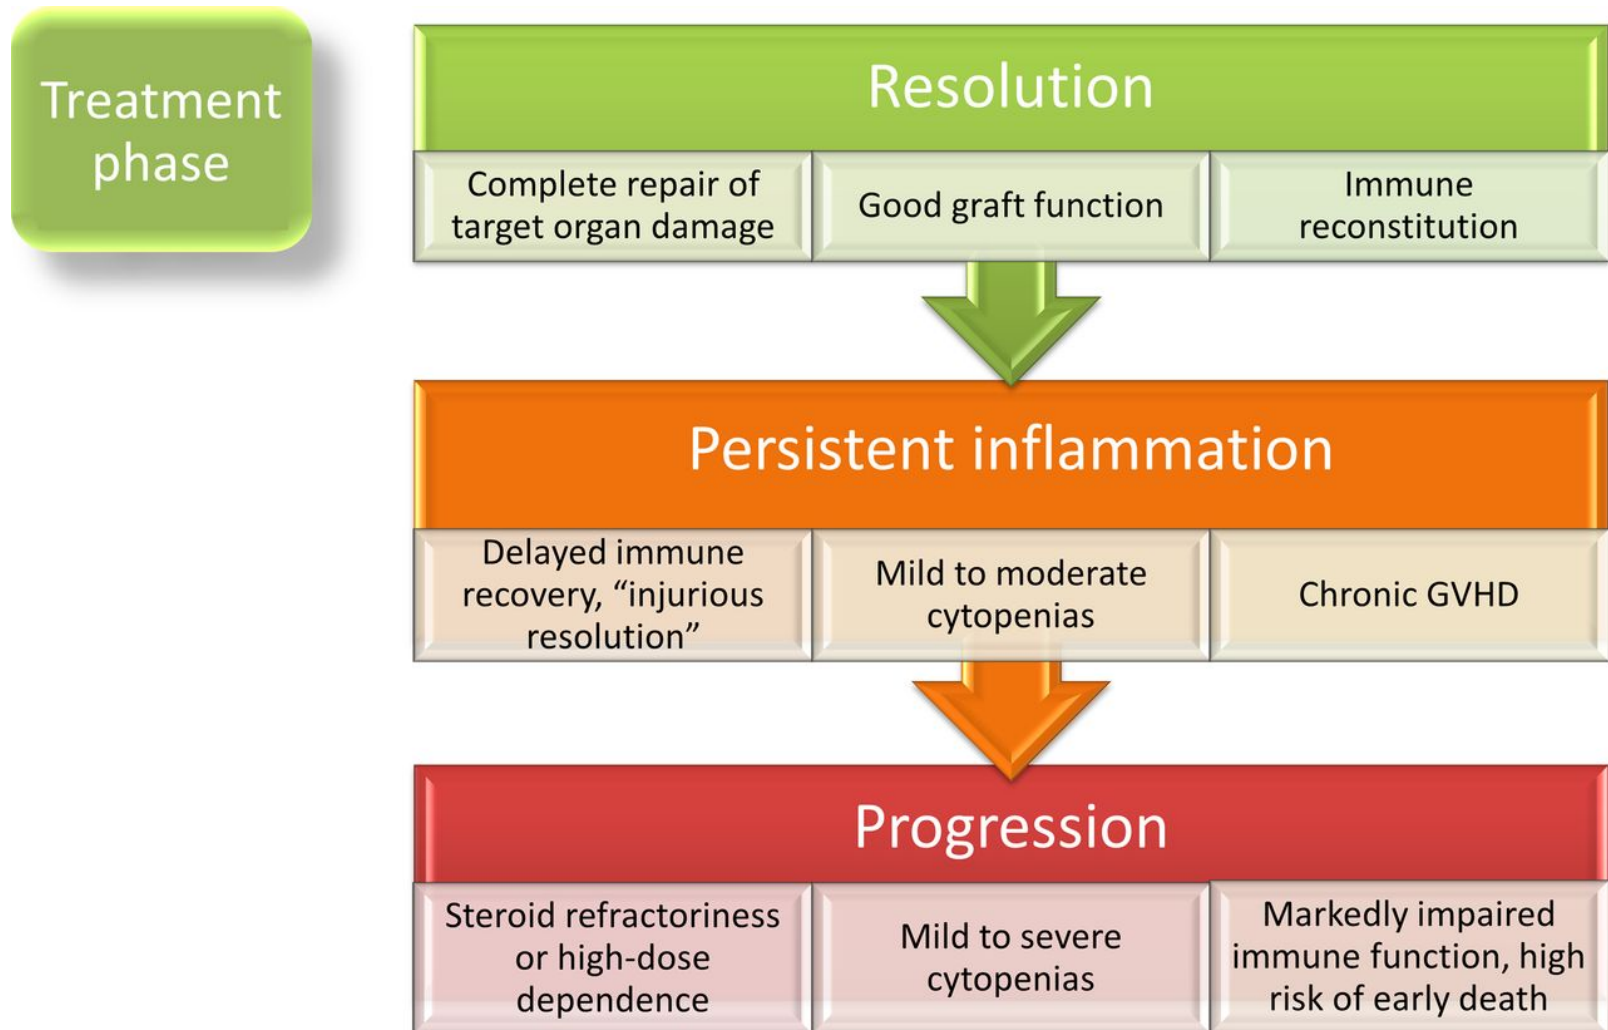 Treatment
phase
Resolution
Complete repair of
target organ damage
Good graft function
Immune
reconstitution
Persistent inflammation
Delayed immune
recovery, “injurious
resolution”
Mild to moderate
cytopenias
Chronic GVHD
Progression
Steroid refractoriness
or high-dose
dependence
Mild to severe
cytopenias
Markedly impaired
immune function, high
risk of early death